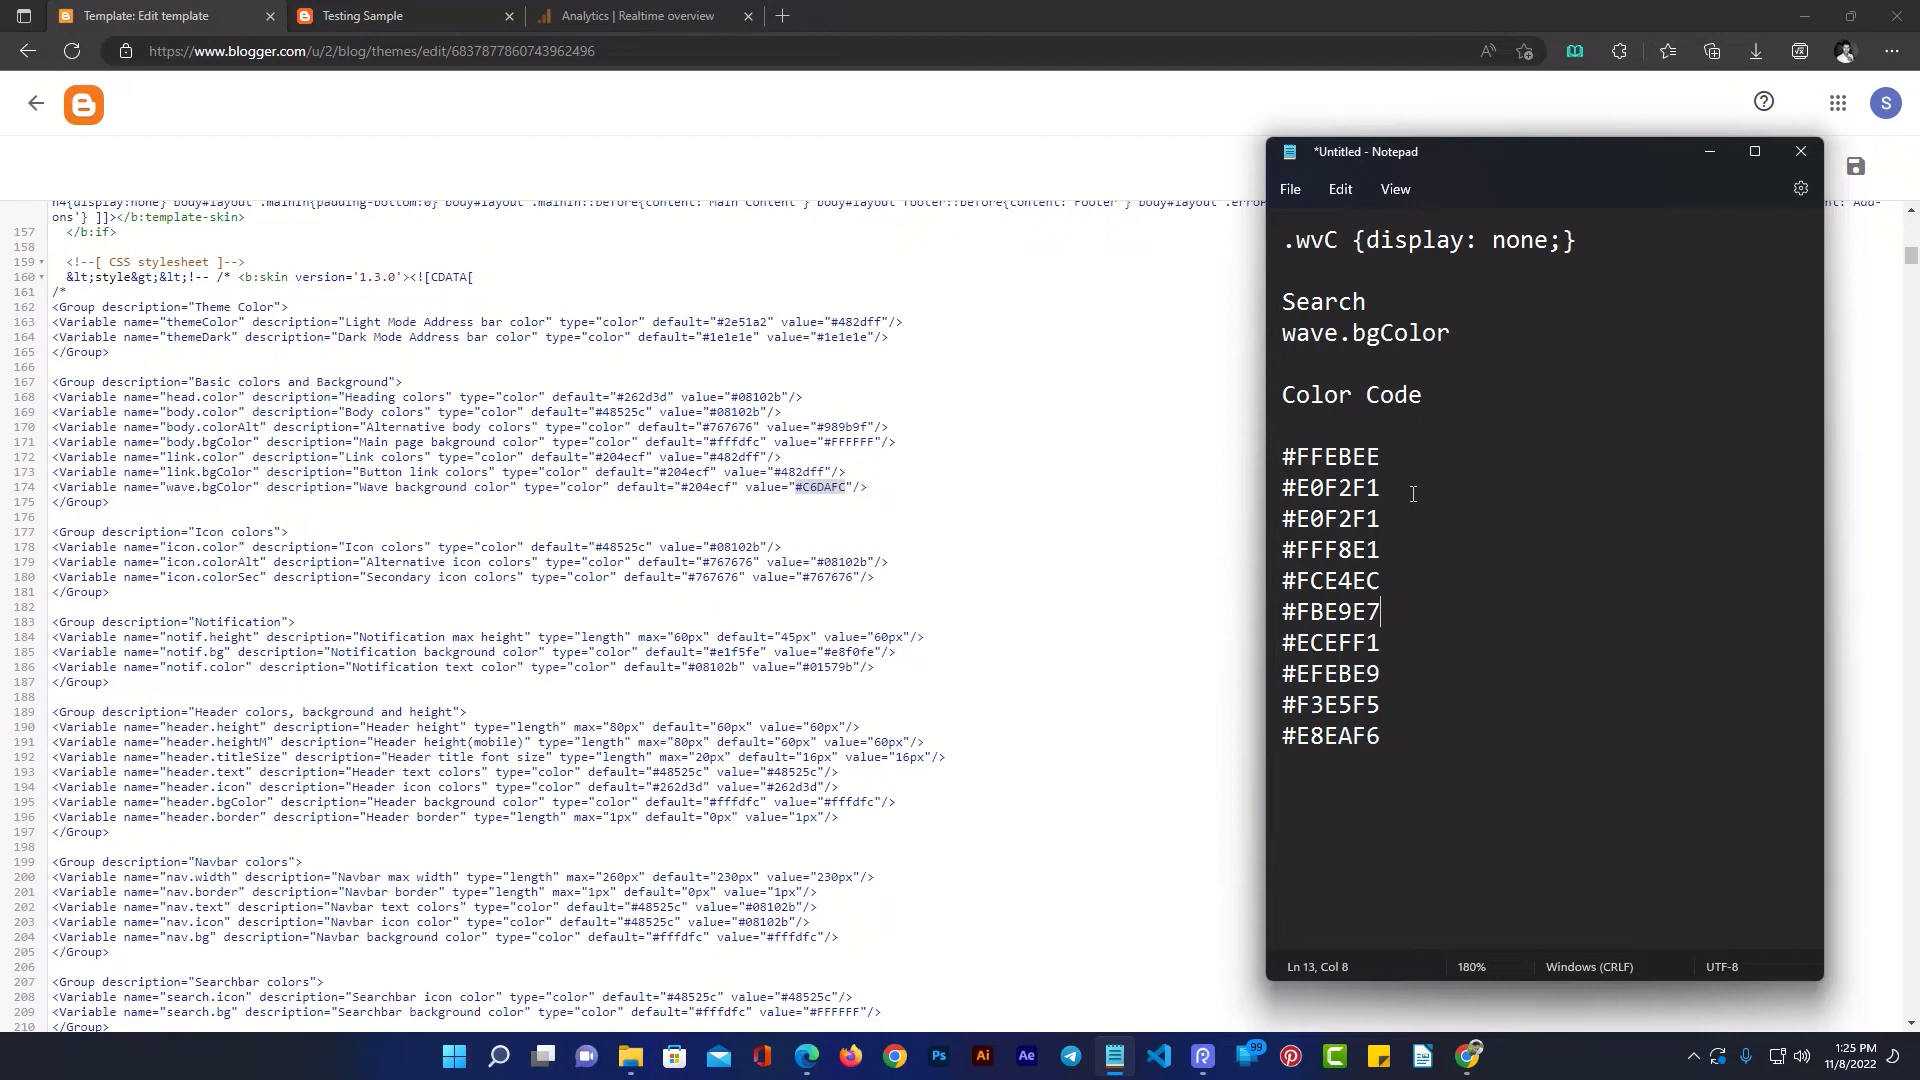 Template: Edit template
Testing Sample
Analytics | Realtime overview
https://www.blogger.com/u/2/blog/themes/edit/6837877860743962496
S
h4{display:none} body#layout .mainIn{padding-bottom:0} body#layout .mainIn::before{content:'Main Content'} body#layout footer::before{content:'Footer'}
ons'} ]]></b:template-skin>
157 </b:if>
158
159 <!--[ CSS stylesheet ]-->
160 &lt;style&gt;&lt;!-- /* <b:skin version='1.3.0'><![CDATA[
161 /*
162 <Group description="Theme Color">
163 <Variable name="themeColor" description="Light Mode Address bar color" type="color" default="#2e51a2" value="#482dff"/>
164 <Variable name="themeDark" description="Dark Mode Address bar color" type="color" default="#1e1e1e" value="#1e1e1e"/>
165 </Group>
166
167 <Group description="Basic colors and Background">
168 <Variable name="head.color" description="Heading colors" type="color" default="#262d3d" value="#08102b"/>
169 <Variable name="body.color" description="Body colors" type="color" default="#48525c" value="#08102b"/>
170 <Variable name="body.colorAlt" description="Alternative body colors" type="color" default="#767676" value="#989b9f"/>
171 <Variable name="body.bgColor" description="Main page bakground color" type="color" default="#fffdfc" value="#FFFFFF"/>
172 <Variable name="link.color" description="Link colors" type="color" default="#204ecf" value="#482dff"/>
173 <Variable name="link.bgColor" description="Button link colors" type="color" default="#204ecf" value="#482dff"/>
174 <Variable name="wave.bgColor" description="Wave background color" type="color" default="#204ecf" value="#C6DAFC"/>
175 </Group>
176
177 <Group description="Icon colors">
178 <Variable name="icon.color" description="Icon colors" type="color" default="#48525c" value="#08102b"/>
179 <Variable name="icon.colorAlt" description="Alternative icon colors" type="color" default="#767676" value="#08102b"/>
180 <Variable name="icon.colorSec" description="Secondary icon colors" type="color" default="#767676" value="#767676"/>
181 </Group>
182
183 <Group description="Notification">
184 <Variable name="notif.height" description="Notification max height" type="length" max="60px" default="45px" value="60px"/>
185 <Variable name="notif.bg" description="Notification background color" type="color" default="#e1f5fe" value="#e8f0fe"/>
186 <Variable name="notif.color" description="Notification text color" type="color" default="#08102b" value="#01579b"/>
187 </Group>
188
189 <Group description="Header colors, background and height">
190 <Variable name="header.height" description="Header height" type="length" max="80px" default="60px" value="60px"/>
191 <Variable name="header.heightM" description="Header height(mobile)" type="length" max="80px" default="60px" value="60px"/>
192 <Variable name="header.titleSize" description="Header title font size" type="length" max="20px" default="16px" value="16px"/>
193 <Variable name="header.text" description="Header text colors" type="color" default="#48525c" value="#48525c"/>
194 <Variable name="header.icon" description="Header icon colors" type="color" default="#262d3d" value="#262d3d"/>
195 <Variable name="header.bgColor" description="Header background color" type="color" default="#fffdfc" value="#fffdfc"/>
196 <Variable name="header.border" description="Header border" type="length" max="1px" default="0px" value="1px"/>
197 </Group>
198
199 <Group description="Navbar colors">
200 <Variable name="nav.width" description="Navbar max width" type="length" max="260px" default="230px" value="230px"/>
201 <Variable name="nav.border" description="Navbar border" type="length" max="1px" default="0px" value="1px"/>
202 <Variable name="nav.text" description="Navbar text colors" type="color" default="#48525c" value="#08102b"/>
203 <Variable name="nav.icon" description="Navbar icon color" type="color" default="#48525c" value="#08102b"/>
204 <Variable name="nav.bg" description="Navbar background color" type="color" default="#fffdfc" value="#fffdfc"/>
205 </Group>
206
207 <Group description="Searchbar colors">
208 <Variable name="search.icon" description="Searchbar icon color" type="color" default="#48525c" value="#48525c"/>
209 <Variable name="search.bg" description="Searchbar background color" type="color" default="#fffdfc" value="#FFFFFF"/>
210 </Group>
*Untitled - Notepad
File Edit View
.wvC {display: none;}
Search
wave.bgColor
Color Code
#FFEBEE
#E0F2F1
#E0F2F1
#FFF8E1
#FCE4EC
#FBE9E7
#ECEFF1
#EFEBE9
#F3E5F5
#E8EAF6
Ln 13, Col 8 180% Windows (CRLF) UTF-8
Ps Ai Ae 99
1:25 PM
11/8/2022